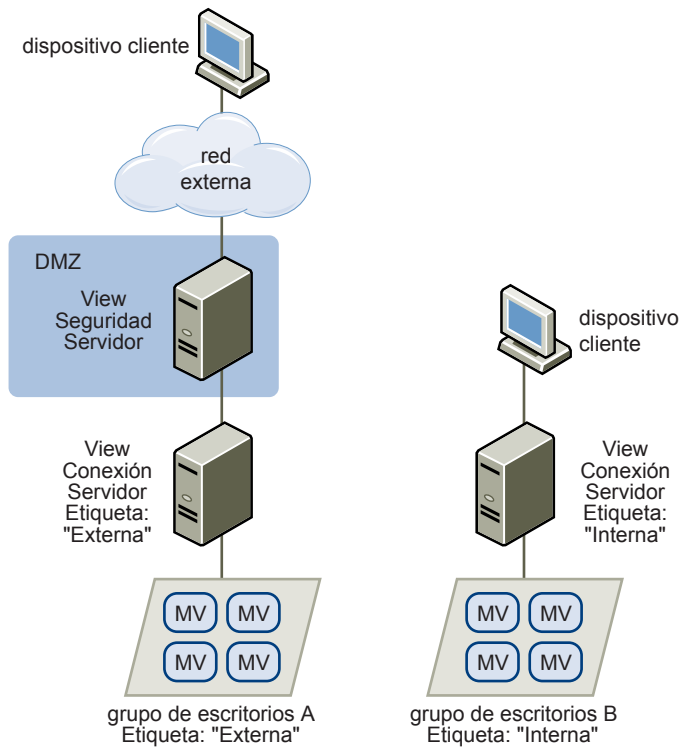 dispositivo cliente
red
externa
DMZ
View
Seguridad
Servidor
View
Conexión
Servidor
Etiqueta:
"Externa"
MV
MV
MV
MV
grupo de escritorios A
Etiqueta: "Externa"
dispositivo
cliente
View
Conexión
Servidor
Etiqueta:
"Interna"
MV
MV
MV
MV
grupo de escritorios B
Etiqueta: "Interna"